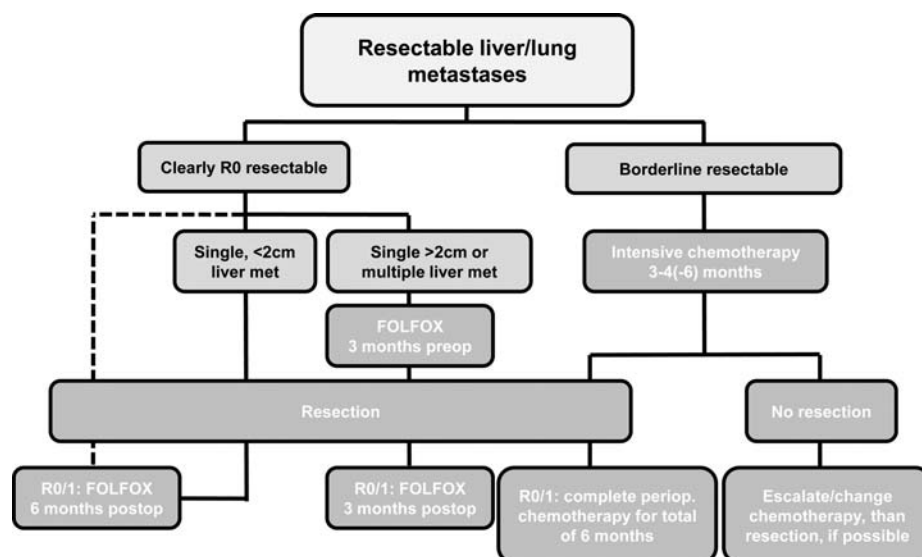 Resectable liver/lung
metastases
Clearly R0 resectable
Borderline resectable
Single, <2cm
liver met
Single >2cm or
multiple liver met
Intensive chemotherapy
3-4(-6) months
FOLFOX
3 months preop
Resection
No resection
R0/1: FOLFOX
6 months postop
R0/1: FOLFOX
3 months postop
R0/1: complete periop.
chemotherapy for total
of 6 months
Escalate/change
chemotherapy, than
resection, if possible